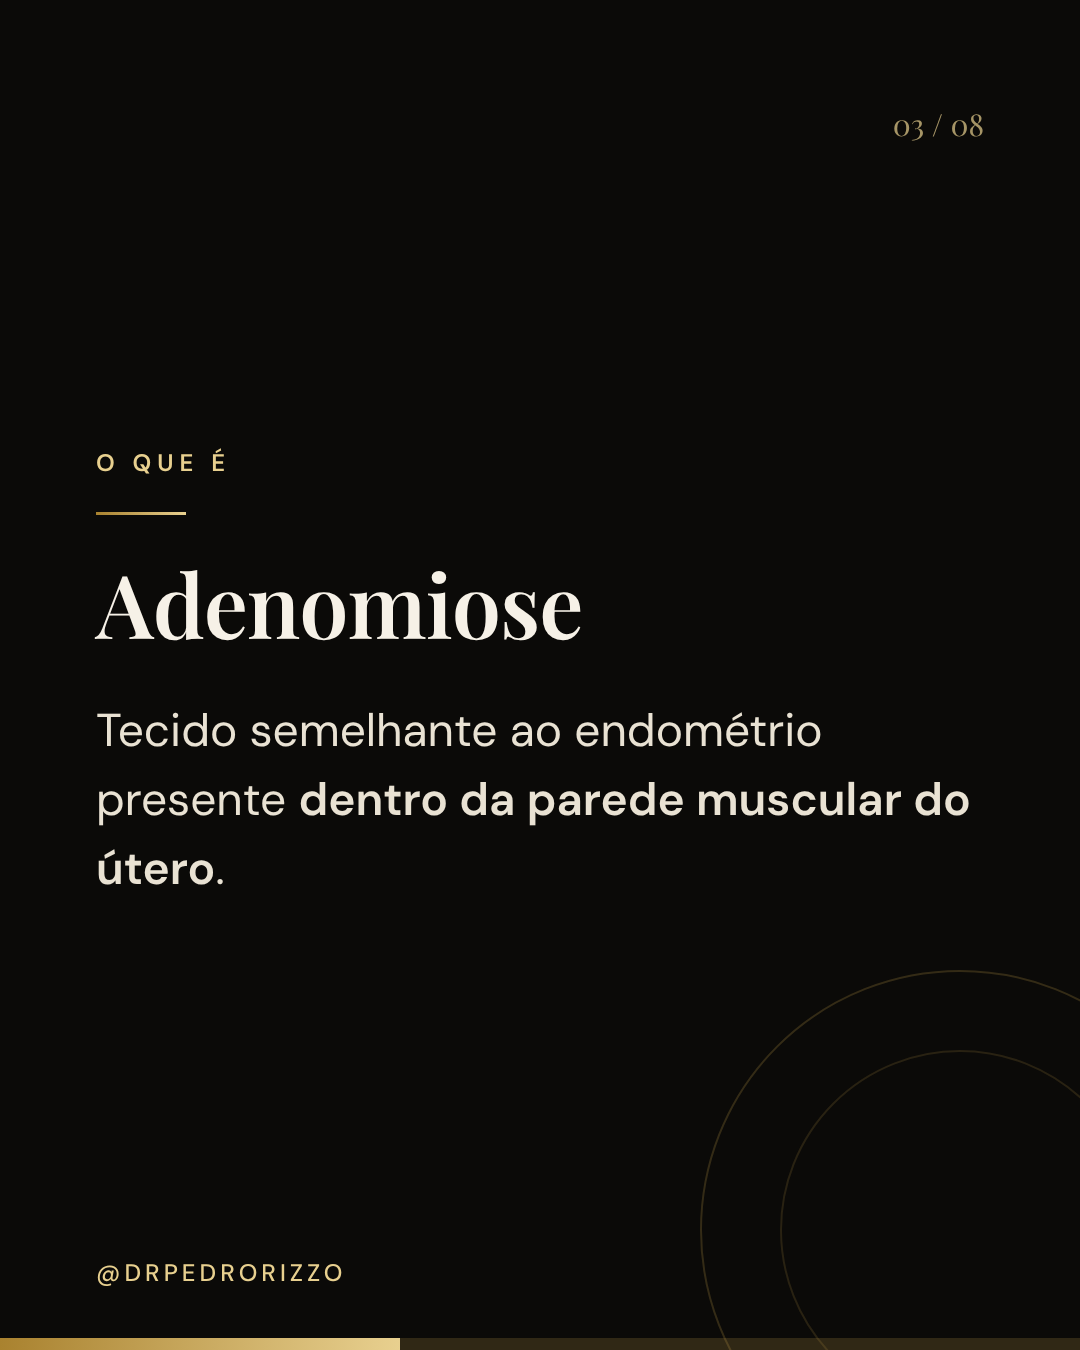 03 / 08
O QUE É
Adenomiose
Tecido semelhante ao endométrio
presente dentro da parede muscular do
útero.
@DRPEDRORIZZO